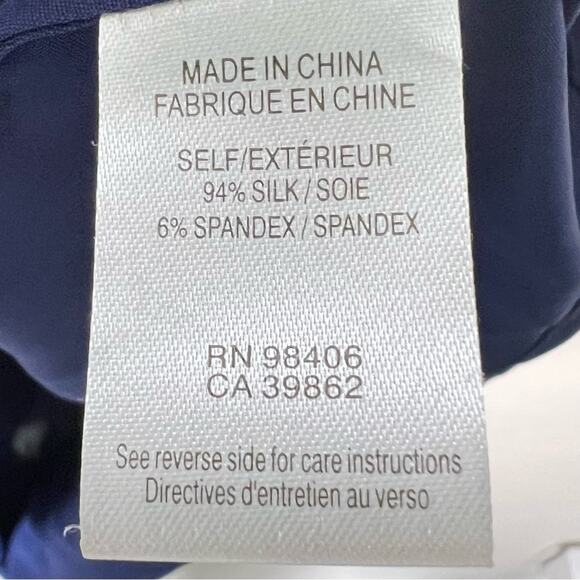 MADE IN CHINA
FABRIQUE EN CHINE
SELF/EXTÉRIEUR
94% SILK / SOIE
6% SPANDEX / SPANDEX
RN 98406
CA 39862
See reverse side for care instructions
Directives d'entretien au verso